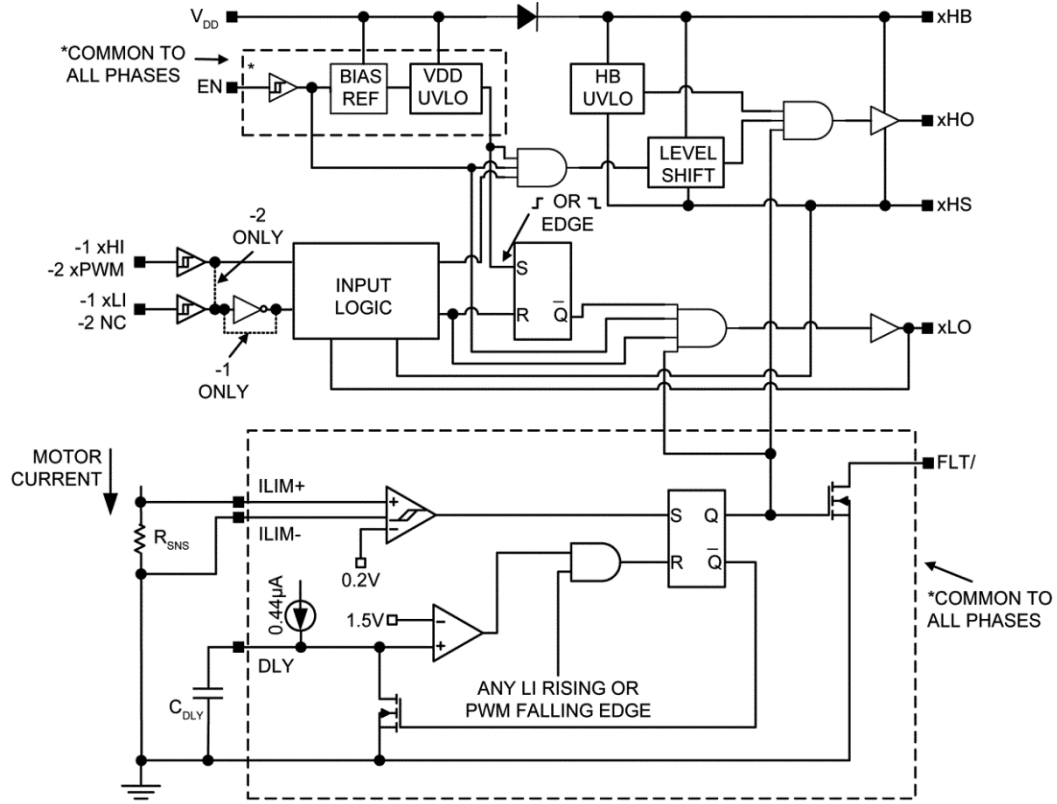 VDD
xHB
*COMMON TO
ALL PHASES
*
EN
BIAS
REF
VDD
UVLO
HB
UVLO
xHO
LEVEL
SHIFT
OR
EDGE
xHS
-2
ONLY
-1 xHI
-2 xPWM
INPUT
LOGIC
S
R
Q
-1 xLI
-2 NC
xLO
-1
ONLY
MOTOR
CURRENT
FLT/
ILIM+
+
-
-
ILIM-
RSNS
0.2V
S
Q
R
Q
0.44µA
1.5V
-
+
DLY
*COMMON TO
ALL PHASES
CDLY
ANY LI RISING OR
PWM FALLING EDGE